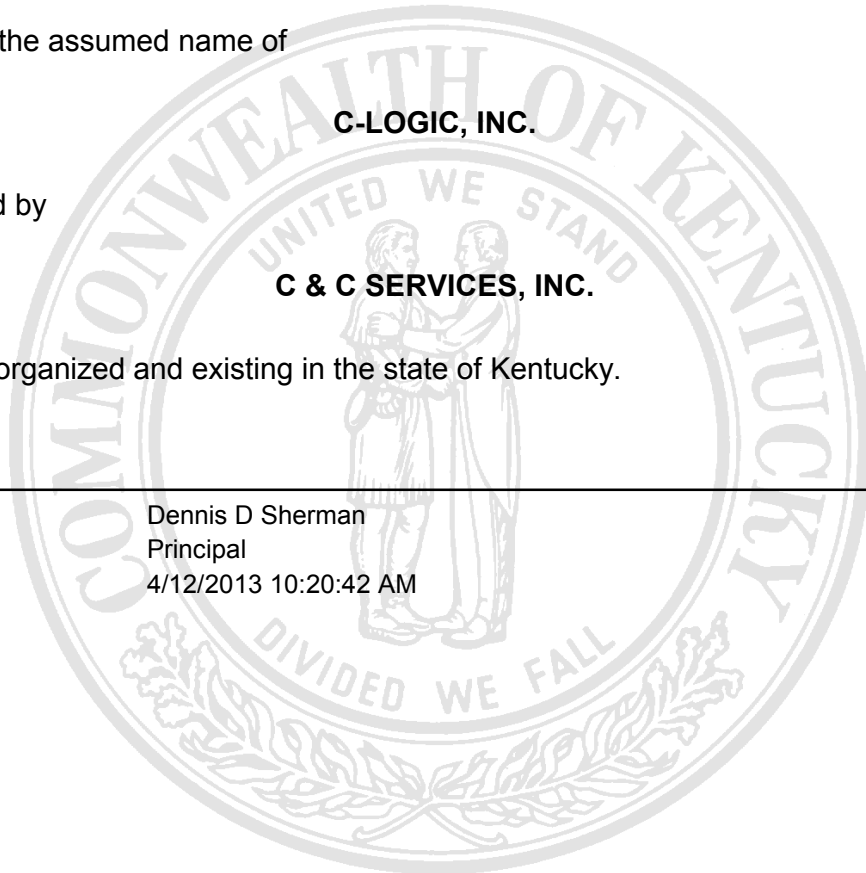 the assumed name of
C-LOGIC, INC.
d by
C & C SERVICES, INC.
organized and existing in the state of Kentucky.
Dennis D Sherman
Principal
4/12/2013 10:20:42 AM
COMMONWEALTH OF KENTUCKY
UNITED WE STAND
DIVIDED WE FALL